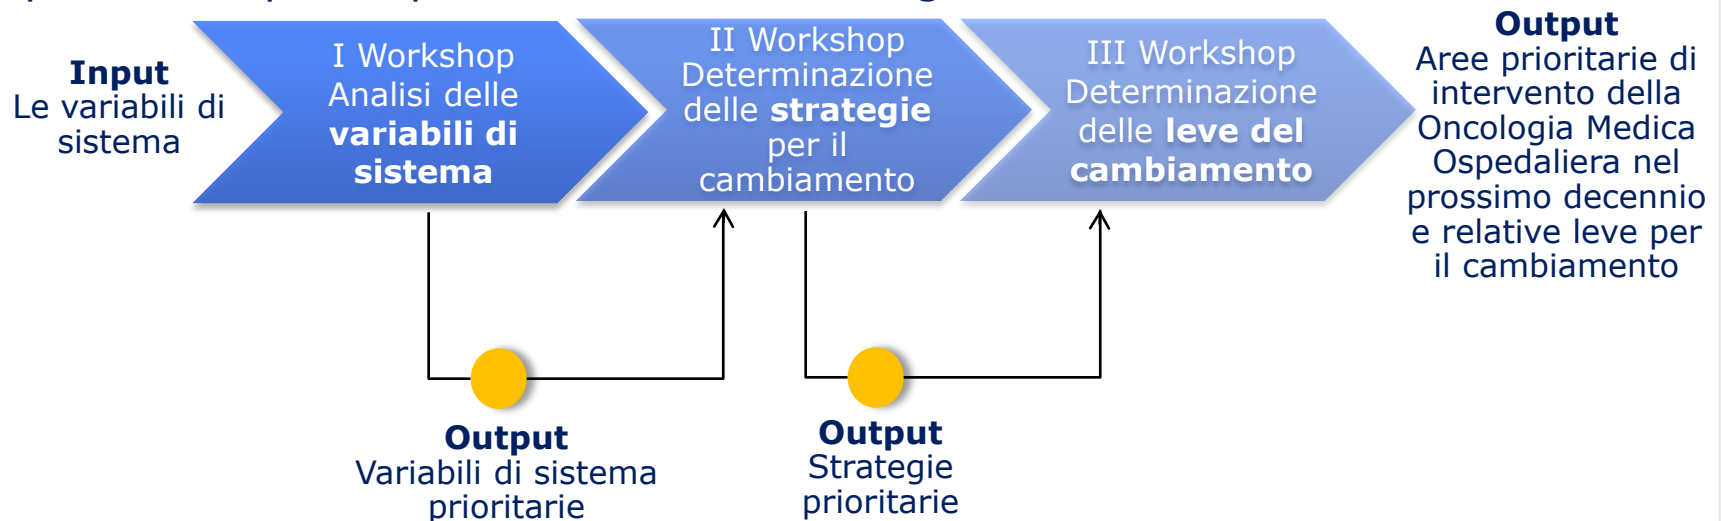 Input
Le variabili di
sistema
I Workshop
Analisi delle
variabili di
sistema
II Workshop
Determinazione
delle strategie
per il
cambiamento
III Workshop
Determinazione
delle leve del
cambiamento
Output
Aree prioritarie di
intervento della
Oncologia Medica
Ospedaliera nel
prossimo decennio
e relative leve per
il cambiamento
Output
Variabili di sistema
prioritarie
Output
Strategie
prioritarie